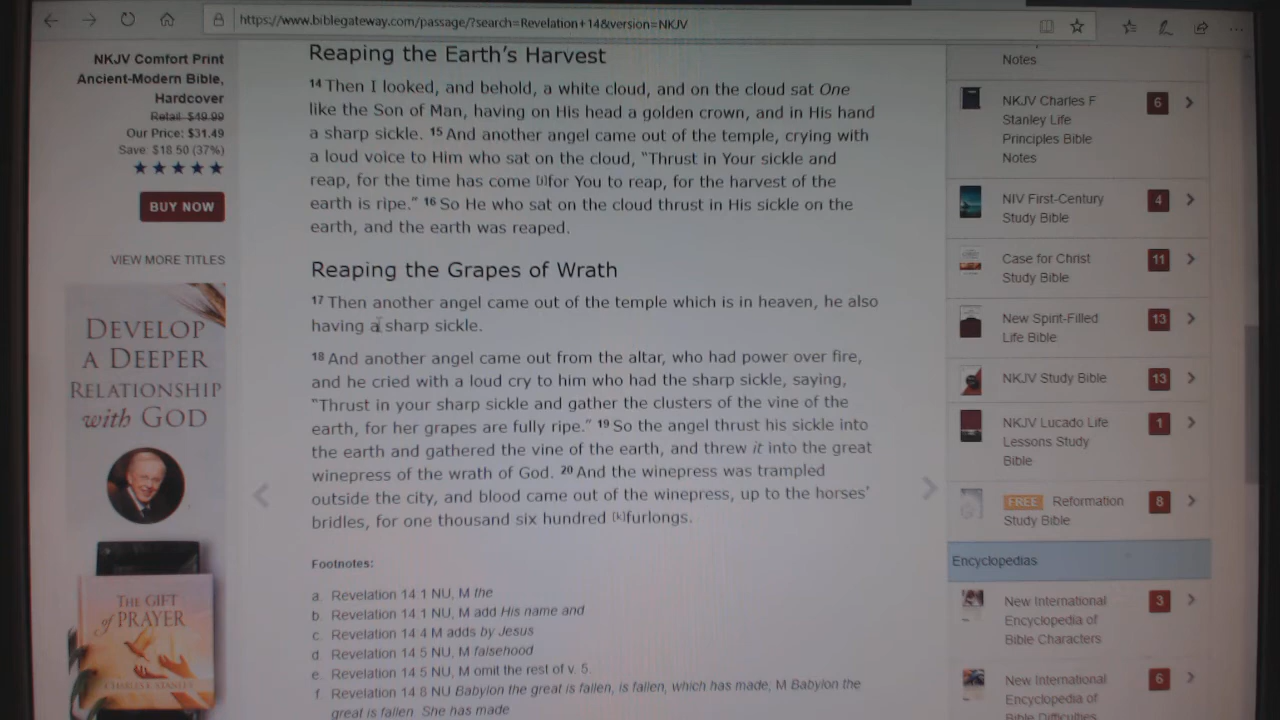 https://www.biblegateway.com/passage/?search=Revelation+14&version=NKJV
NKJV Comfort Print
Ancient-Modern Bible,
Hardcover
Retail: $49.99
Our Price: $31.49
Save: $18.50 (37%)
BUY NOW
VIEW MORE TITLES
DEVELOP
A DEEPER
RELATIONSHIP
with GOD
THE GIFT
of PRAYER
CHARLES F. STANLEY
Reaping the Earth's Harvest
14 Then I looked, and behold, a white cloud, and on the cloud sat One
like the Son of Man, having on His head a golden crown, and in His hand
a sharp sickle. 15 And another angel came out of the temple, crying with
a loud voice to Him who sat on the cloud, “Thrust in Your sickle and
reap, for the time has come [j]for You to reap, for the harvest of the
earth is ripe.” 16 So He who sat on the cloud thrust in His sickle on the
earth, and the earth was reaped.
Reaping the Grapes of Wrath
17 Then another angel came out of the temple which is in heaven, he also
having a sharp sickle.
18 And another angel came out from the altar, who had power over fire,
and he cried with a loud cry to him who had the sharp sickle, saying,
“Thrust in your sharp sickle and gather the clusters of the vine of the
earth, for her grapes are fully ripe.” 19 So the angel thrust his sickle into
the earth and gathered the vine of the earth, and threw it into the great
winepress of the wrath of God. 20 And the winepress was trampled
outside the city, and blood came out of the winepress, up to the horses’
bridles, for one thousand six hundred [k]furlongs.
Footnotes:
a. Revelation 14:1 NU, M the
b. Revelation 14:1 NU, M add His name and
c. Revelation 14:4 M adds by Jesus
d. Revelation 14:5 NU, M falsehood
e. Revelation 14:5 NU, M omit the rest of v. 5.
f. Revelation 14:8 NU Babylon the great is fallen, is fallen, which has made, M Babylon the
great is fallen. She has made
Notes
NKJV Charles F
Stanley Life
Principles Bible
Notes
6
NIV First-Century
Study Bible
4
Case for Christ
Study Bible
11
New Spirit-Filled
Life Bible
13
NKJV Study Bible
13
NKJV Lucado Life
Lessons Study
Bible
1
FREE Reformation
Study Bible
8
Encyclopedias
New International
Encyclopedia of
Bible Characters
3
New International
Encyclopedia of
Bible Difficulties
6